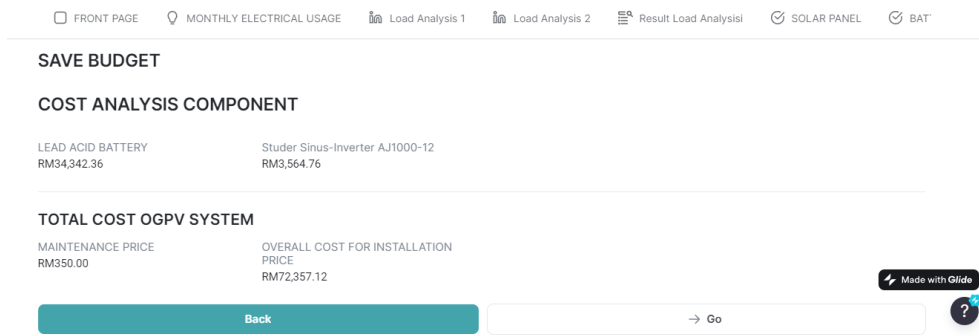 FRONT PAGE MONTHLY ELECTRICAL USAGE Load Analysis 1 Load Analysis 2 Result Load Analysisi SOLAR PANEL BAT
SAVE BUDGET
COST ANALYSIS COMPONENT
LEAD ACID BATTERY Studer Sinus-Inverter AJ1000-12
RM34,342.36 RM3,564.76
TOTAL COST OGPV SYSTEM
MAINTENANCE PRICE OVERALL COST FOR INSTALLATION
PRICE
RM350.00
RM72,357.12
Made with Glide
Back → Go
?